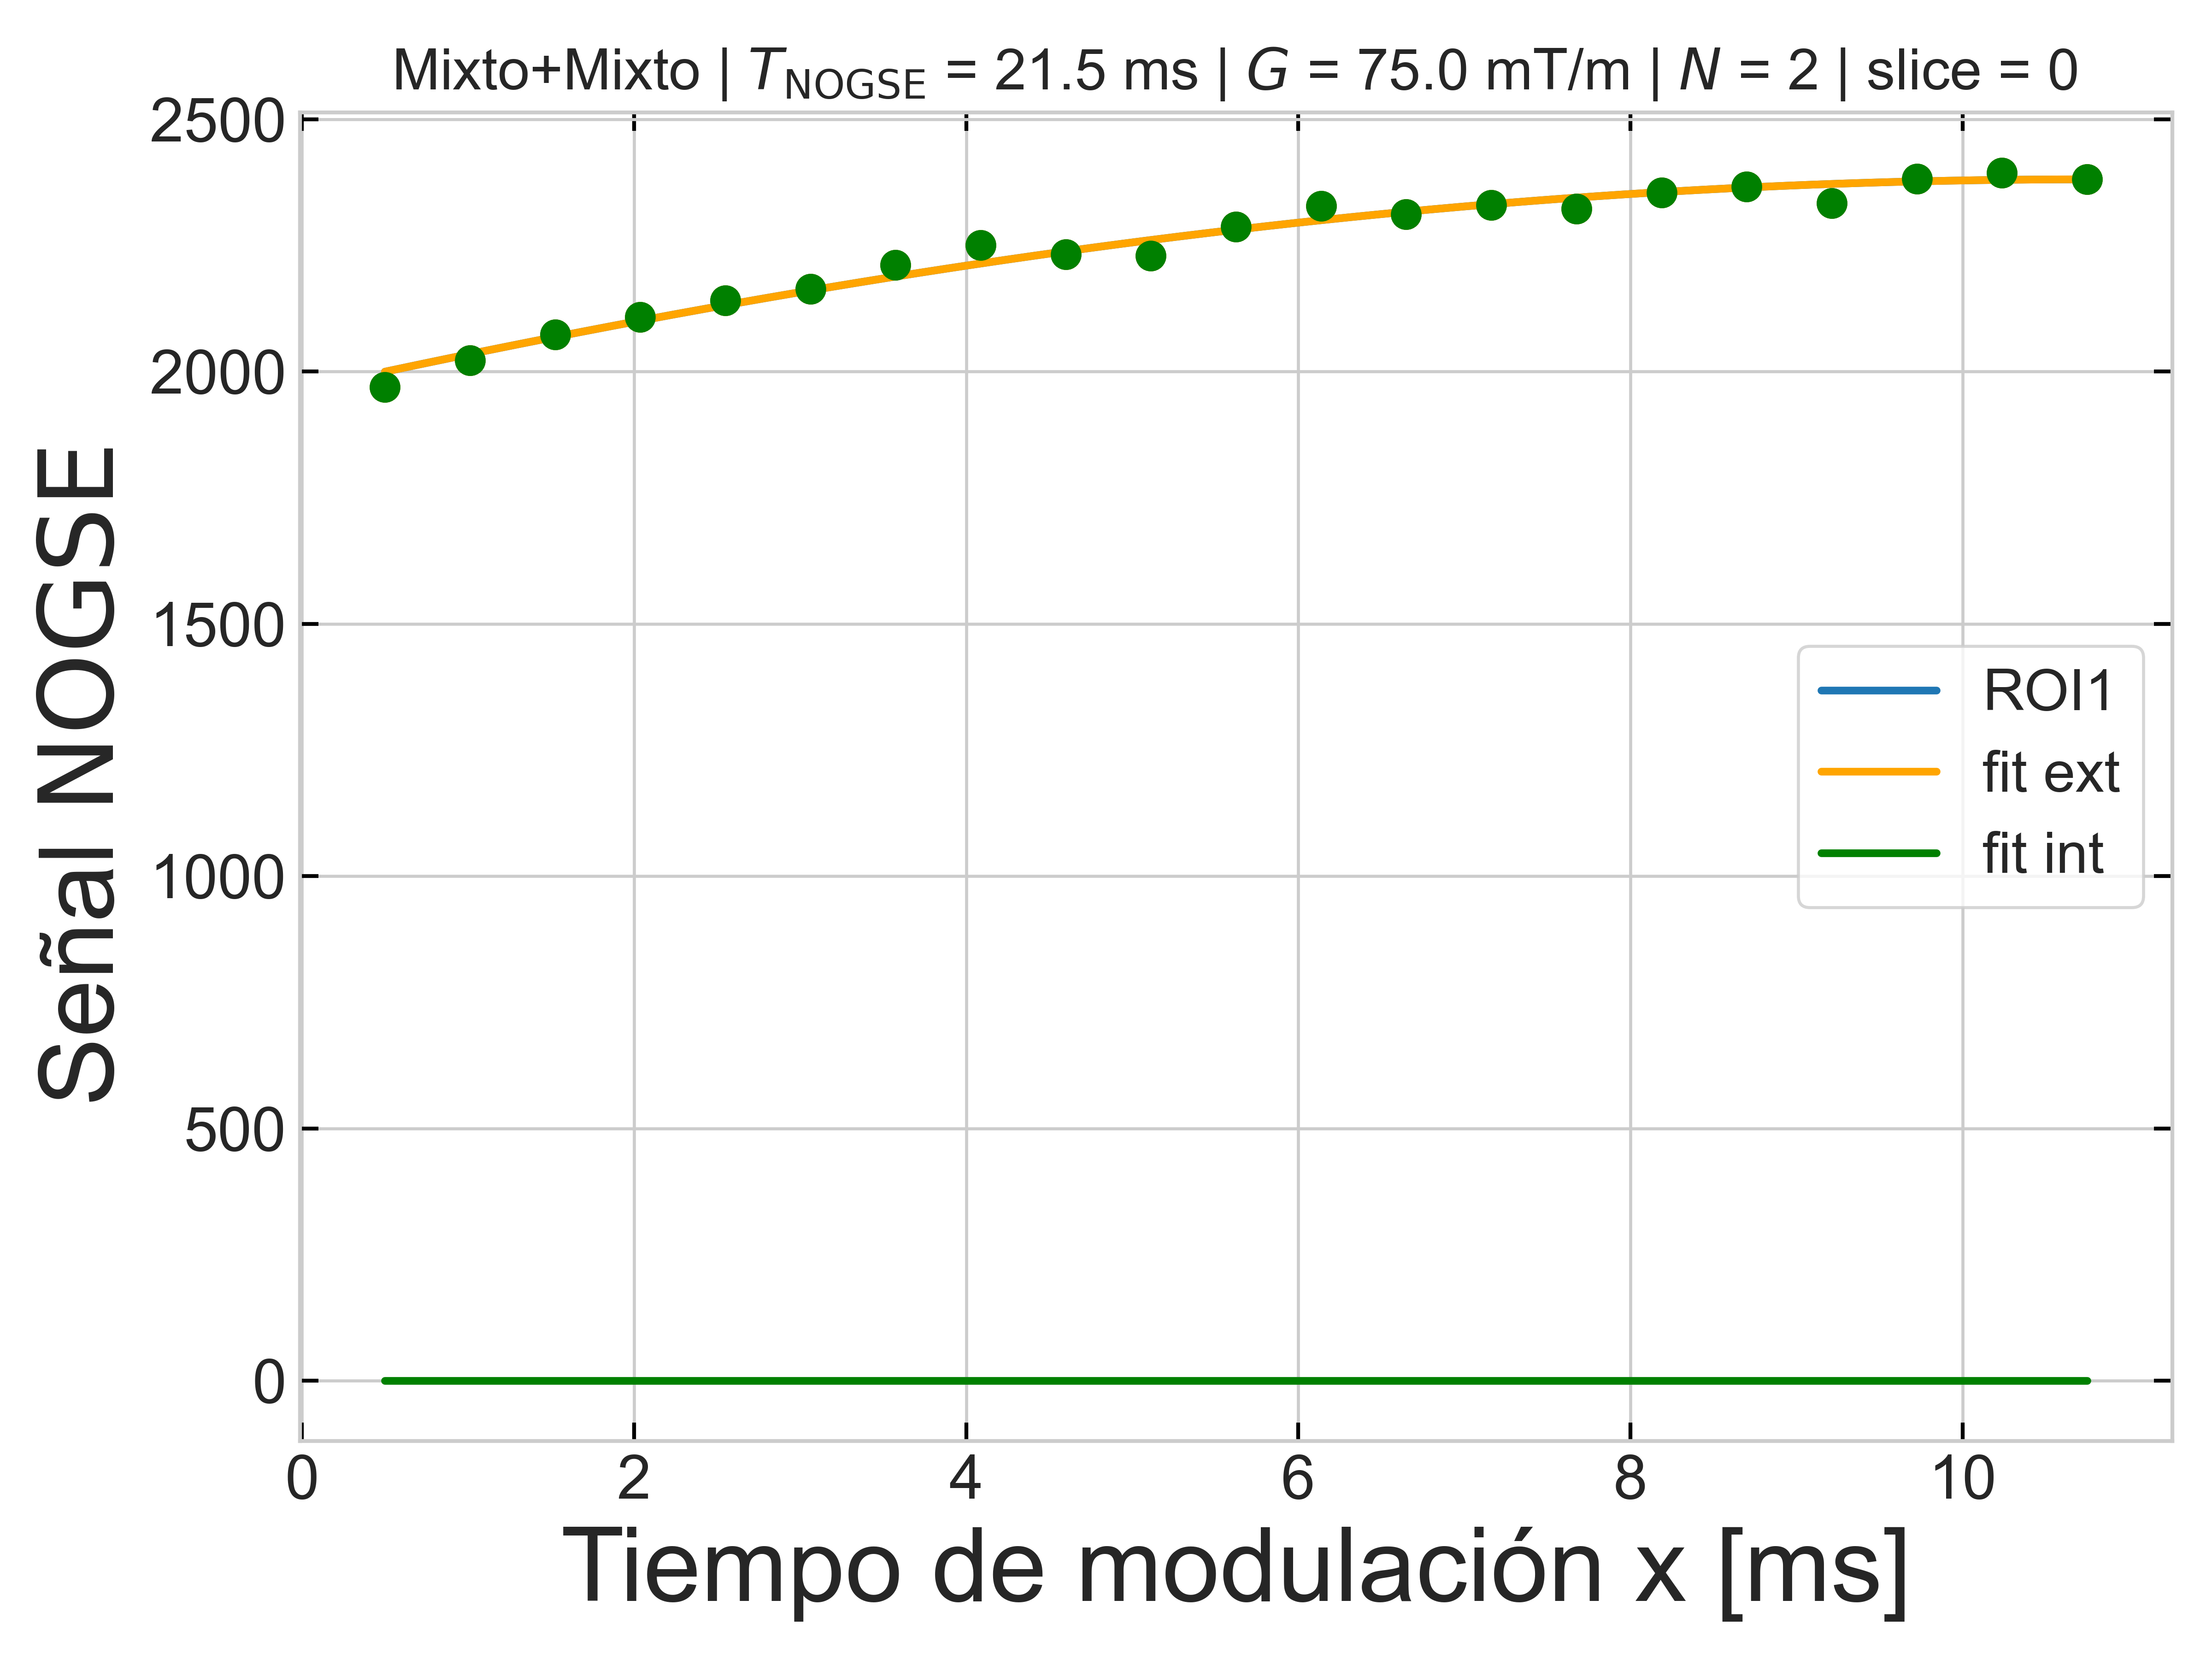 Mixto+Mixto | T_NOGSE = 21.5 ms | G = 75.0 mT/m | N = 2 | slice = 0
Señal NOGSE
2500
2000
1500
1000
500
0
ROI1
fit ext
fit int
0 2 4 6 8 10
Tiempo de modulación x [ms]